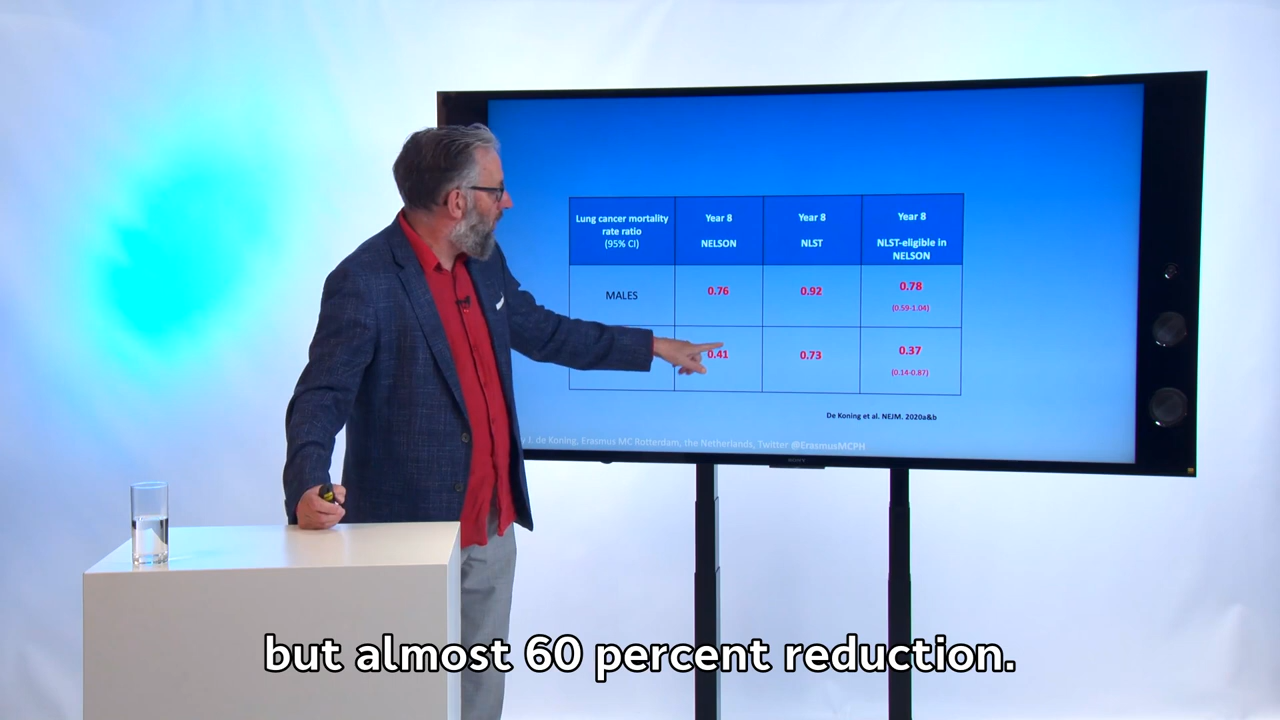 Lung cancer mortality
rate ratio
(95% CI)
Year 8
NELSON
Year 8
NLST
Year 8
NLST-eligible in
NELSON
MALES
0.76
0.92
0.78
(0.59-1.04)
0.41
0.73
0.37
(0.14-0.87)
De Koning et al. NEJM. 2020a&b
J. de Koning, Erasmus MC Rotterdam, the Netherlands, Twitter @ErasmusMCPH
SONY
but almost 60 percent reduction.